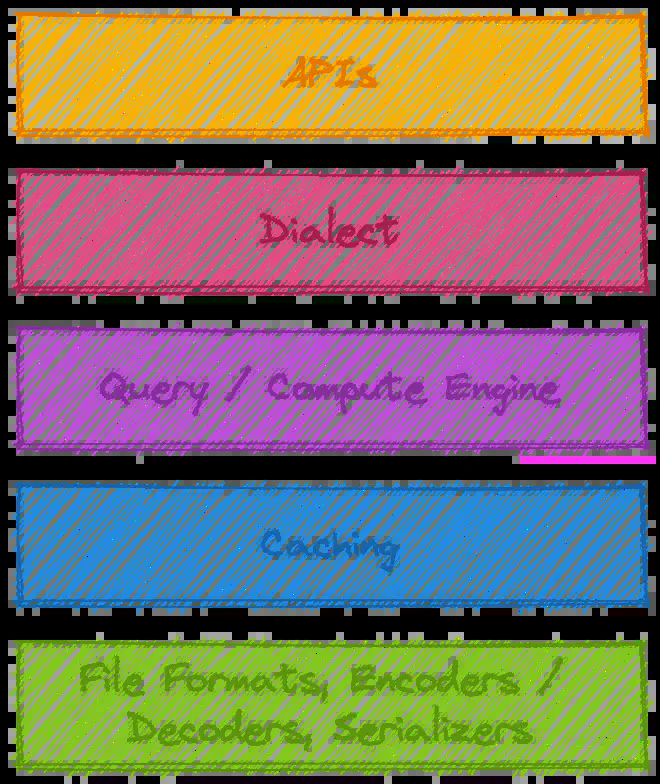 APIs
Dialect
Query / Compute Engine
Caching
File Formats, Encoders /
Decoders, Serializers